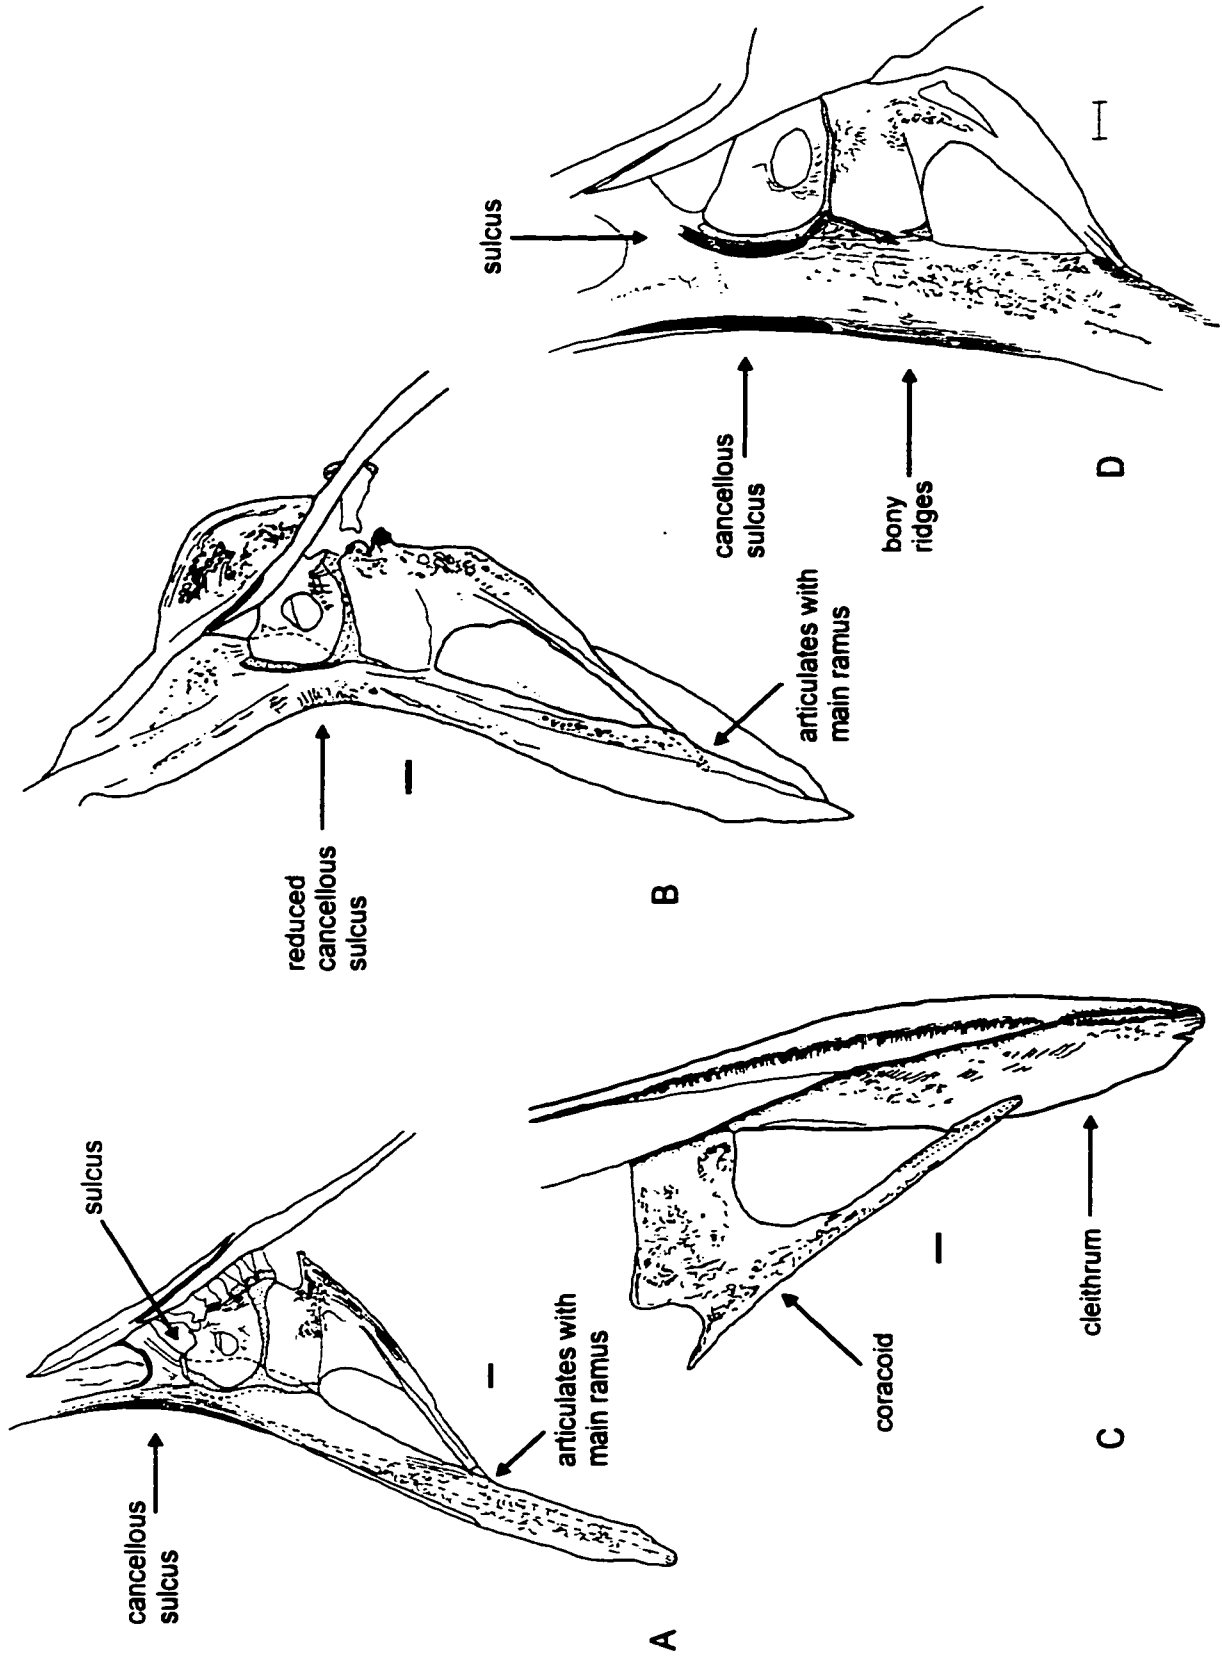 cancellous
sulcus
sulcus
articulates with
main ramus
A
reduced
cancellous
sulcus
articulates with
main ramus
B
coracoid
cleithrum
C
sulcus
cancellous
sulcus
bony
ridges
D